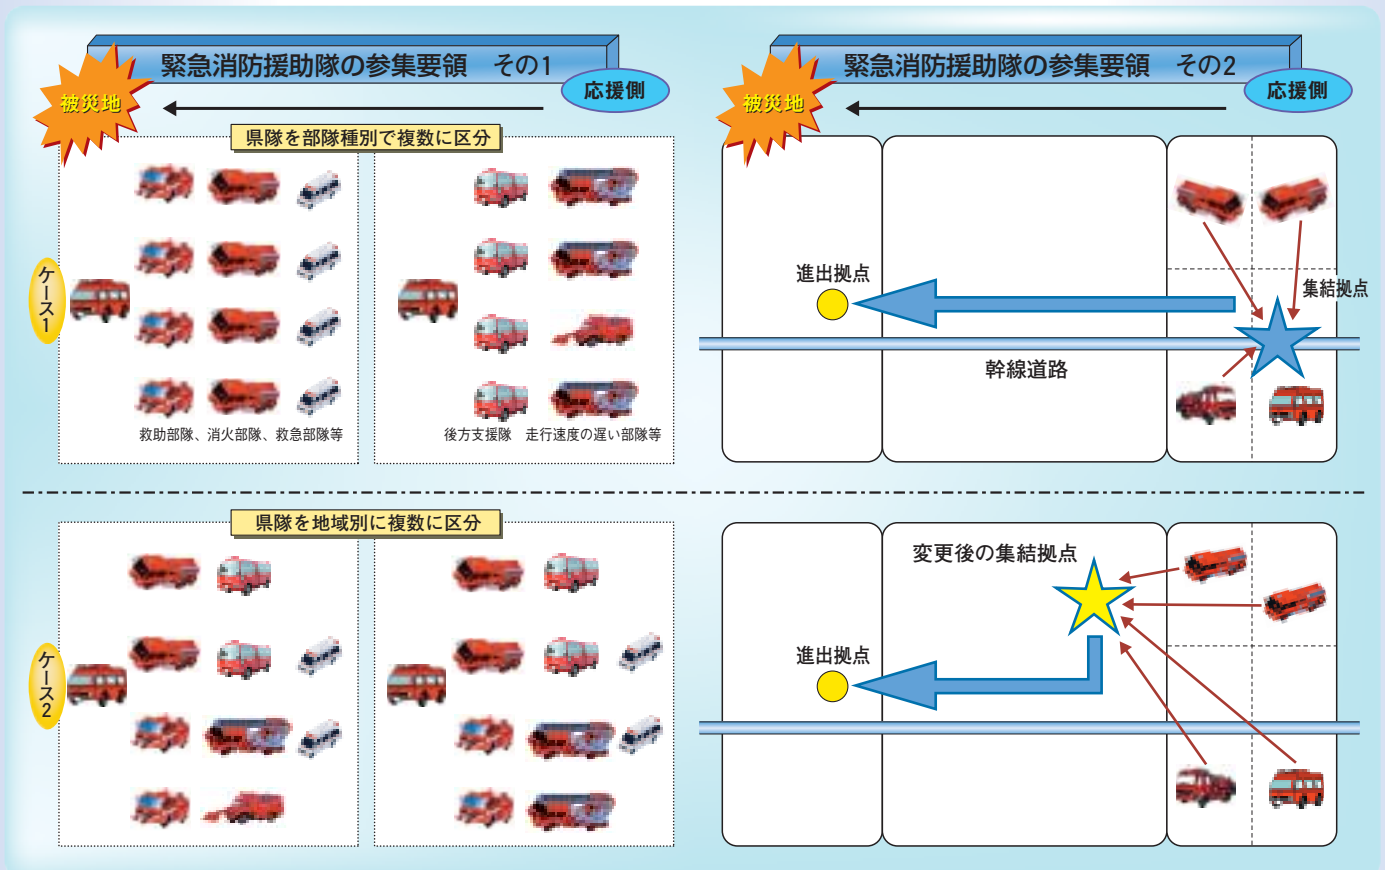 緊急消防援助隊の参集要領　その1
被災地
応援側
県隊を部隊種別で複数に区分
ケース1
救助部隊、消火部隊、救急部隊等
後方支援隊　走行速度の遅い部隊等
県隊を地域別に複数に区分
ケース2
緊急消防援助隊の参集要領　その2
被災地
応援側
進出拠点
集結拠点
幹線道路
変更後の集結拠点
進出拠点